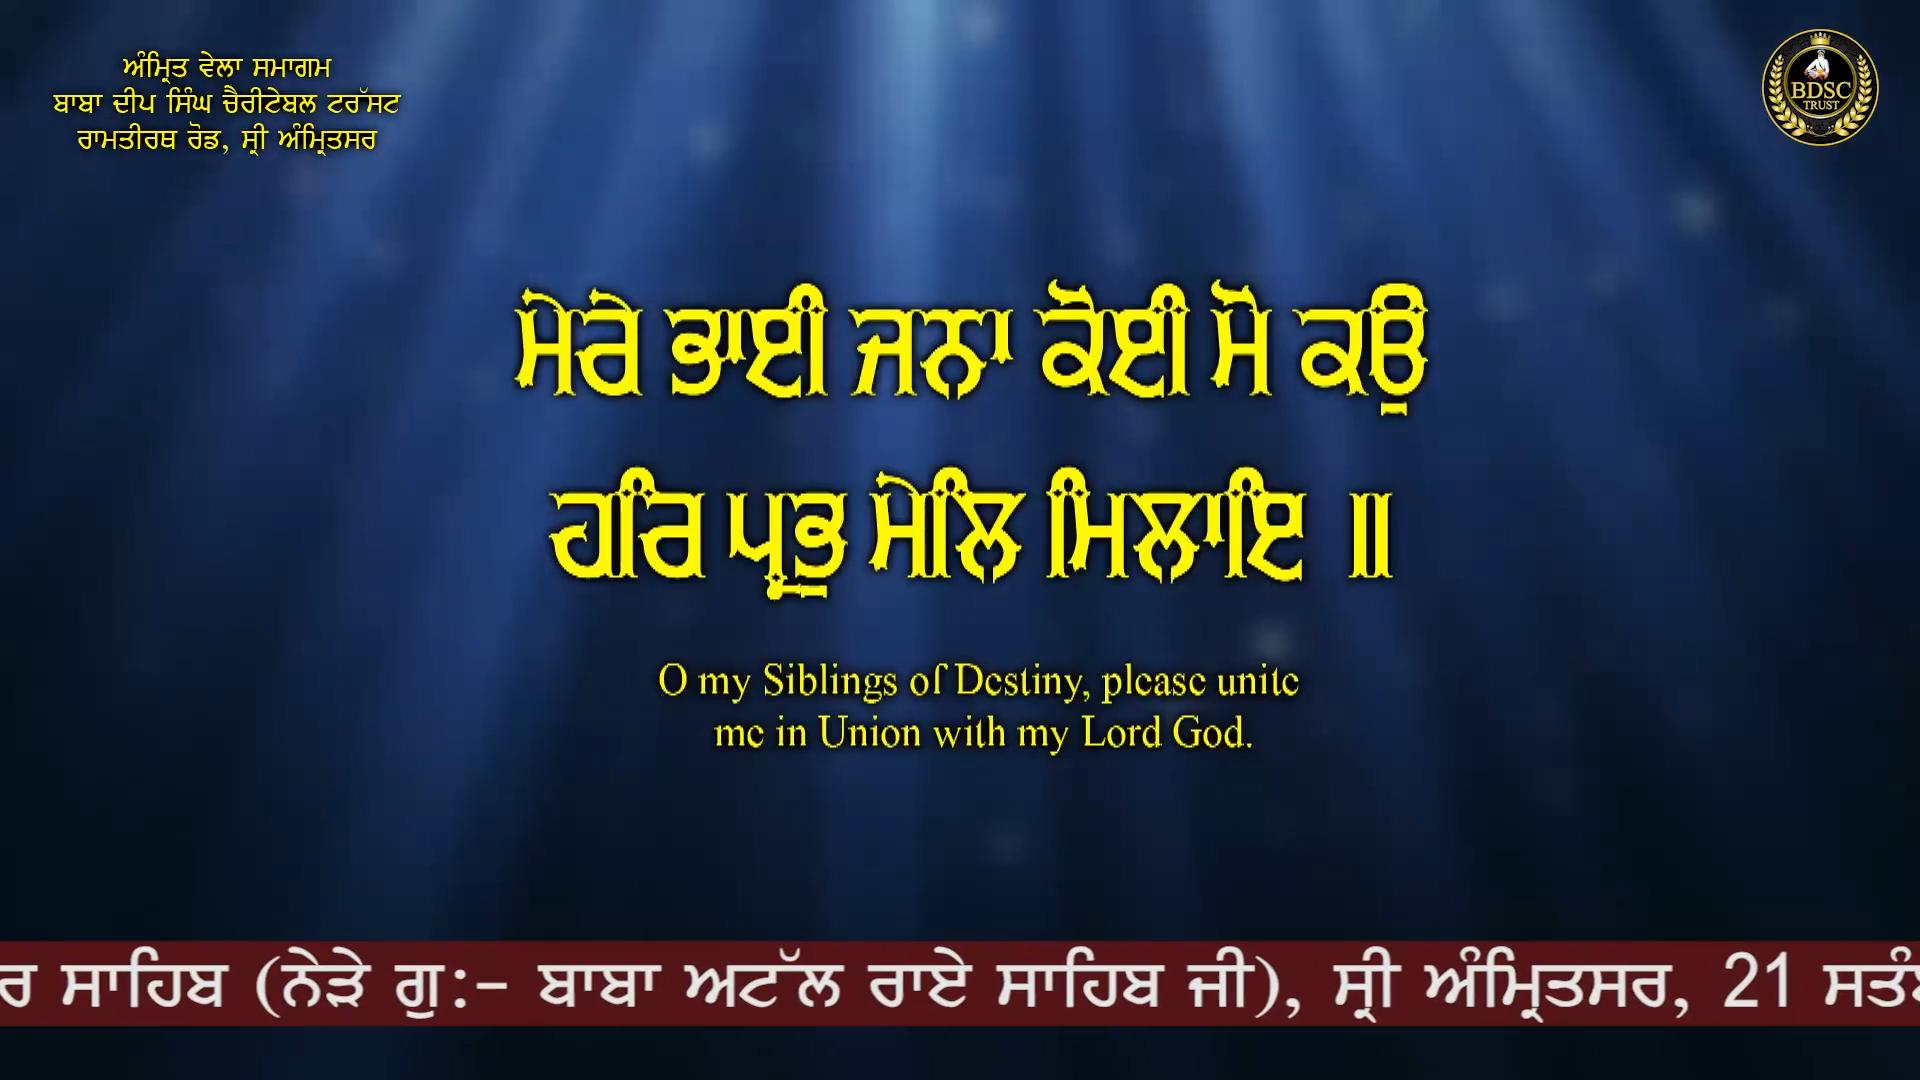 ਅੰਮ੍ਰਿਤ ਵੇਲਾ ਸਮਾਗਮ
ਬਾਬਾ ਦੀਪ ਸਿੰਘ ਚੈਰੀਟੇਬਲ ਟਰੱਸਟ
ਰਾਮਤੀਰਥ ਰੋਡ, ਸ੍ਰੀ ਅੰਮ੍ਰਿਤਸਰ
BDSC
TRUST
ਮੇਰੇ ਭਾਈ ਜਨਾ ਕੋਈ ਮੋ ਕਉ
ਹਰਿ ਪ੍ਰਭੁ ਮੇਲਿ ਮਿਲਾਇ ॥
O my Siblings of Destiny, please unite
me in Union with my Lord God.
ਰ ਸਾਹਿਬ (ਨੇੜੇ ਗੁ:- ਬਾਬਾ ਅਟੱਲ ਰਾਏ ਸਾਹਿਬ ਜੀ), ਸ੍ਰੀ ਅੰਮ੍ਰਿਤਸਰ, 21